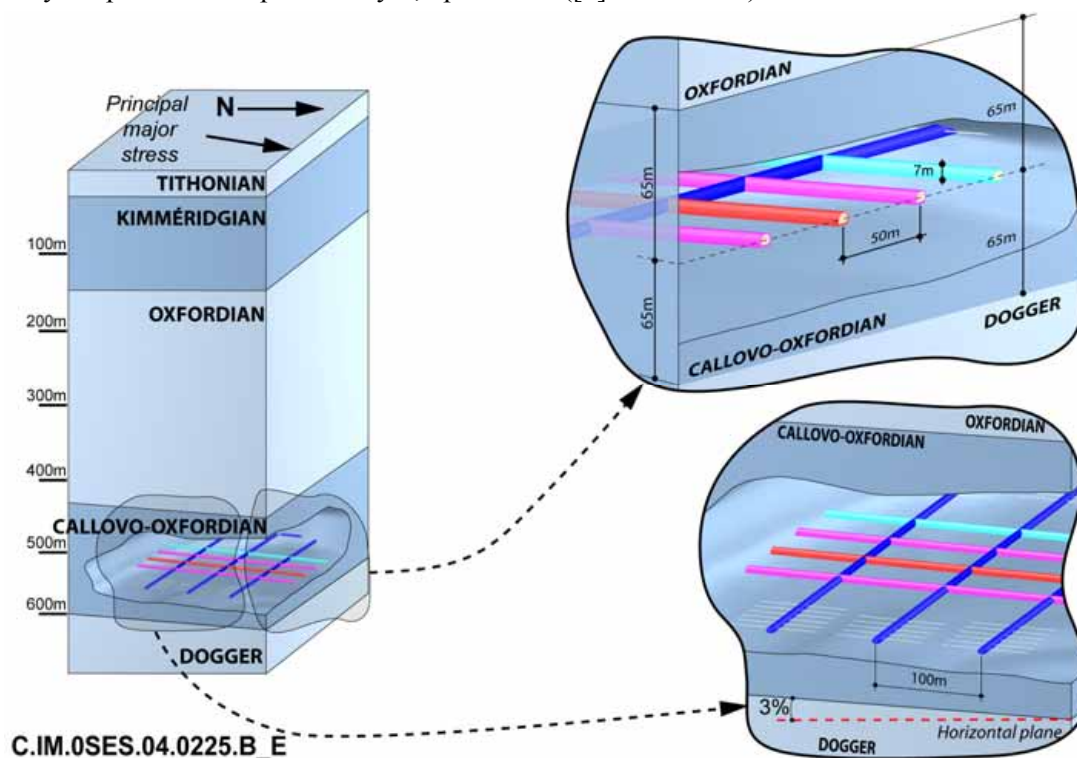 Principal
major
stress
N
TITHONIAN
KIMMÉRIDGIAN
100m
OXFORDIAN
200m
300m
400m
CALLOVO-OXFORDIAN
500m
600m
DOGGER
OXFORDIAN
65m
65m
7m
50m
65m
65m
DOGGER
CALLOVO-OXFORDIAN
OXFORDIAN
CALLOVO-OXFORDIAN
100m
3%
Horizontal plane
DOGGER
C.IM.0SES.04.0225.B_E